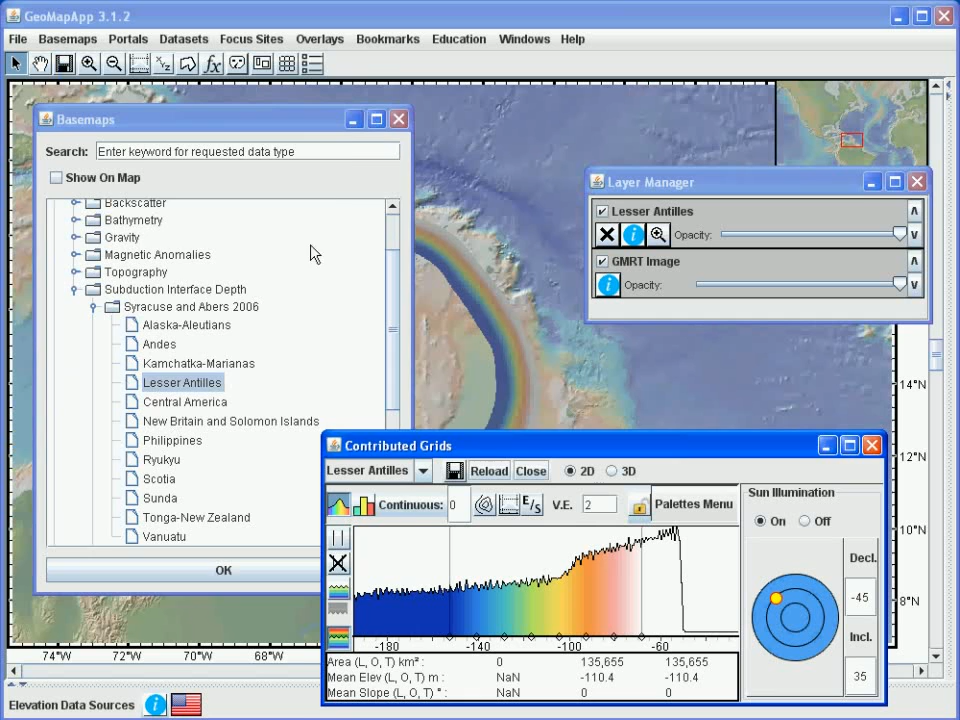 GeoMapApp 3.1.2
File Basemaps Portals Datasets Focus Sites Overlays Bookmarks Education Windows Help
XYZ fx
Basemaps
Search: Enter keyword for requested data type
Show On Map
Backscatter
Bathymetry
Gravity
Magnetic Anomalies
Topography
Subduction Interface Depth
Syracuse and Abers 2006
Alaska-Aleutians
Andes
Kamchatka-Marianas
Lesser Antilles
Central America
New Britain and Solomon Islands
Philippines
Ryukyu
Scotia
Sunda
Tonga-New Zealand
Vanuatu
OK
Layer Manager
Lesser Antilles
Opacity:
GMRT Image
Opacity:
14°N
12°N
10°N
8°N
74°W 72°W 70°W 68°W
Contributed Grids
Lesser Antilles Reload Close 2D 3D
Continuous: 0 E/S V.E. 2 Palettes Menu
Sun Illumination
On Off
Decl.
-45
Incl.
35
-180 -140 -100 -60
Area (L, O, T) km² : 0 135,655 135,655
Mean Elev (L, O, T) m : NaN -110.4 -110.4
Mean Slope (L, O, T) ° : NaN 0 0
Elevation Data Sources